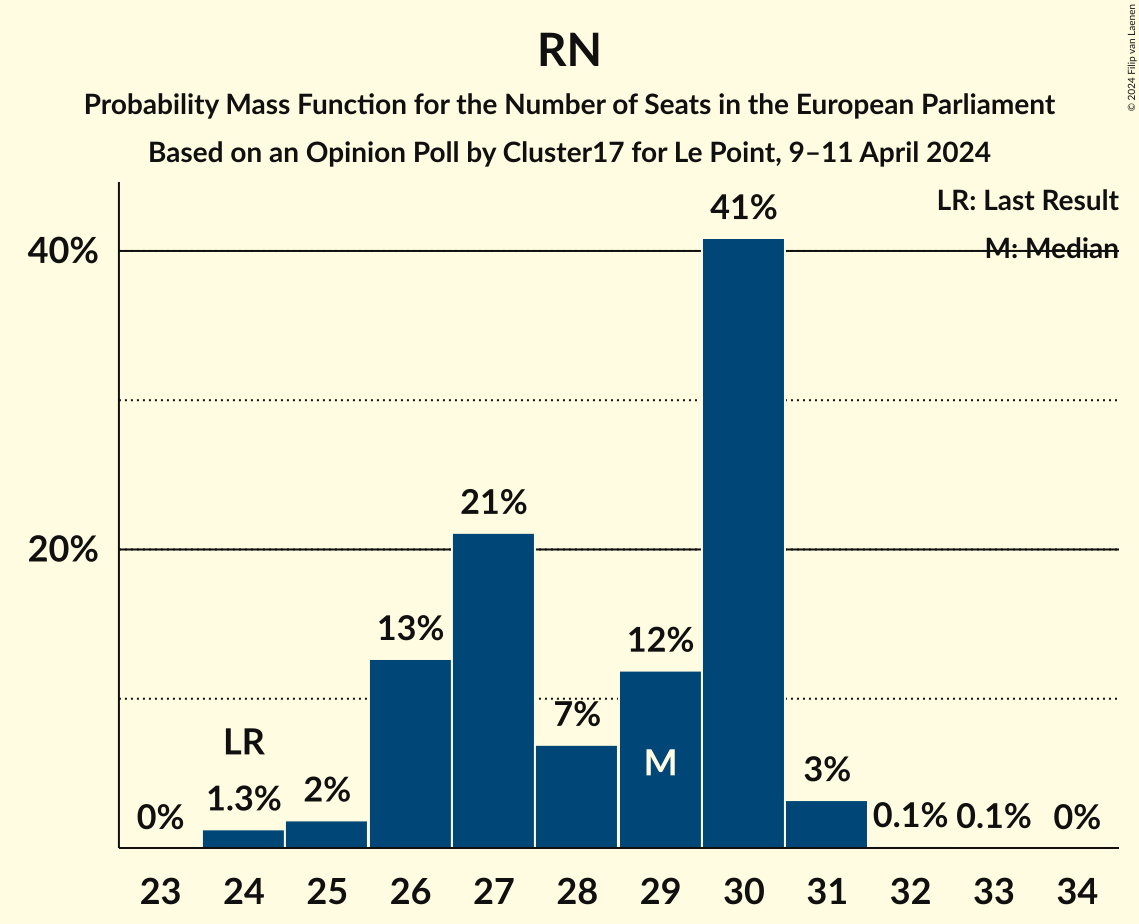 RN
Probability Mass Function for the Number of Seats in the European Parliament
Based on an Opinion Poll by Cluster17 for Le Point, 9–11 April 2024
© 2024 Filip van Laenen
LR: Last Result
M: Median
40%
20%
0%
LR
1.3%
2%
13%
21%
7%
12%
M
41%
3%
0.1%
0.1%
0%
23 24 25 26 27 28 29 30 31 32 33 34